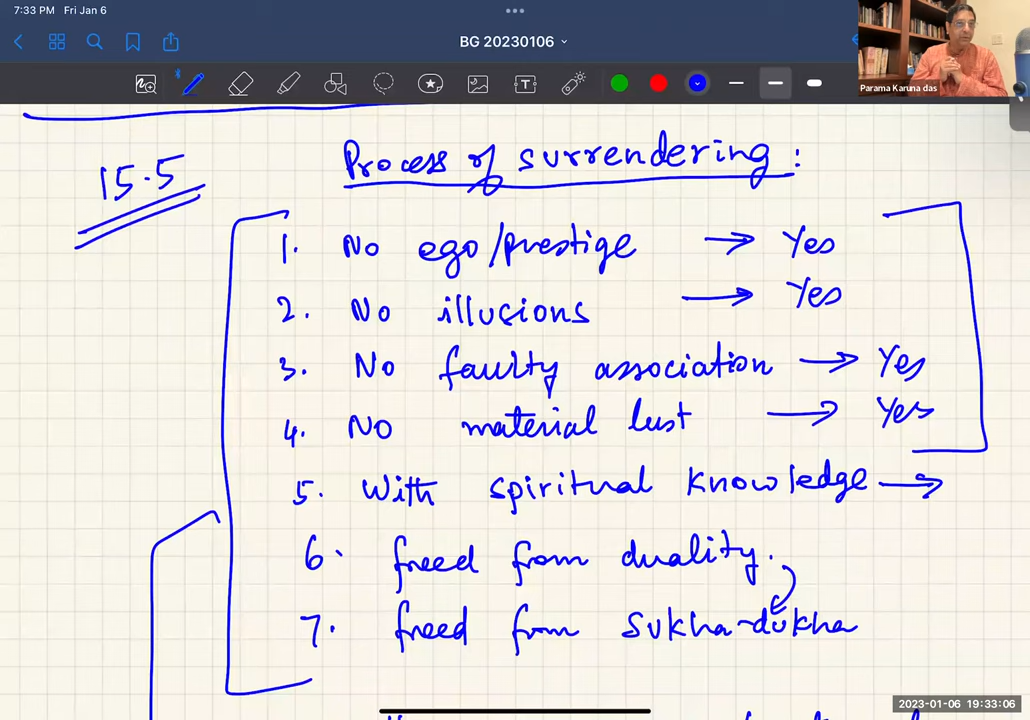 7:33 PM Fri Jan 6
BG 20230106
Parama Karuna das
15.5
Process of surrendering :
1. No ego/prestige → Yes
2. No illusions → Yes
3. No faulty association → Yes
4. No material lust → Yes
5. With spiritual knowledge →
6. freed from duality.
7. freed from sukha-dukha
2023-01-06 19:33:06